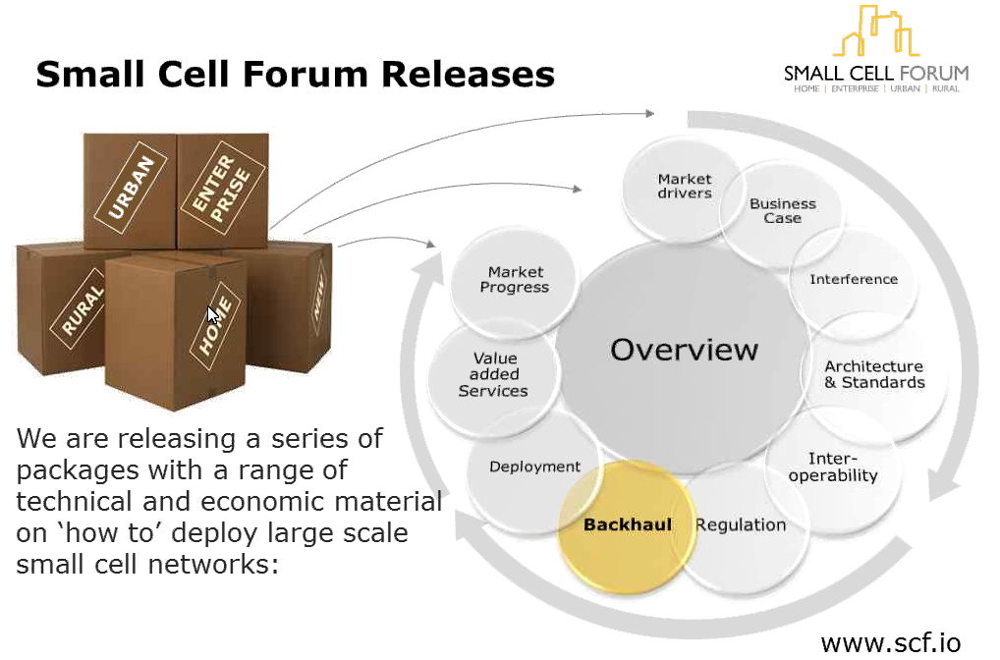 Small Cell Forum Releases
SMALL CELL FORUM
HOME | ENTERPRISE | URBAN | RURAL
URBAN
ENTER
PRISE
RURAL
HOME
NEW
We are releasing a series of
packages with a range of
technical and economic material
on ‘how to’ deploy large scale
small cell networks:
Overview
Market
drivers
Business
Case
Interference
Architecture
& Standards
Inter-
operability
Regulation
Backhaul
Deployment
Value
added
Services
Market
Progress
www.scf.io